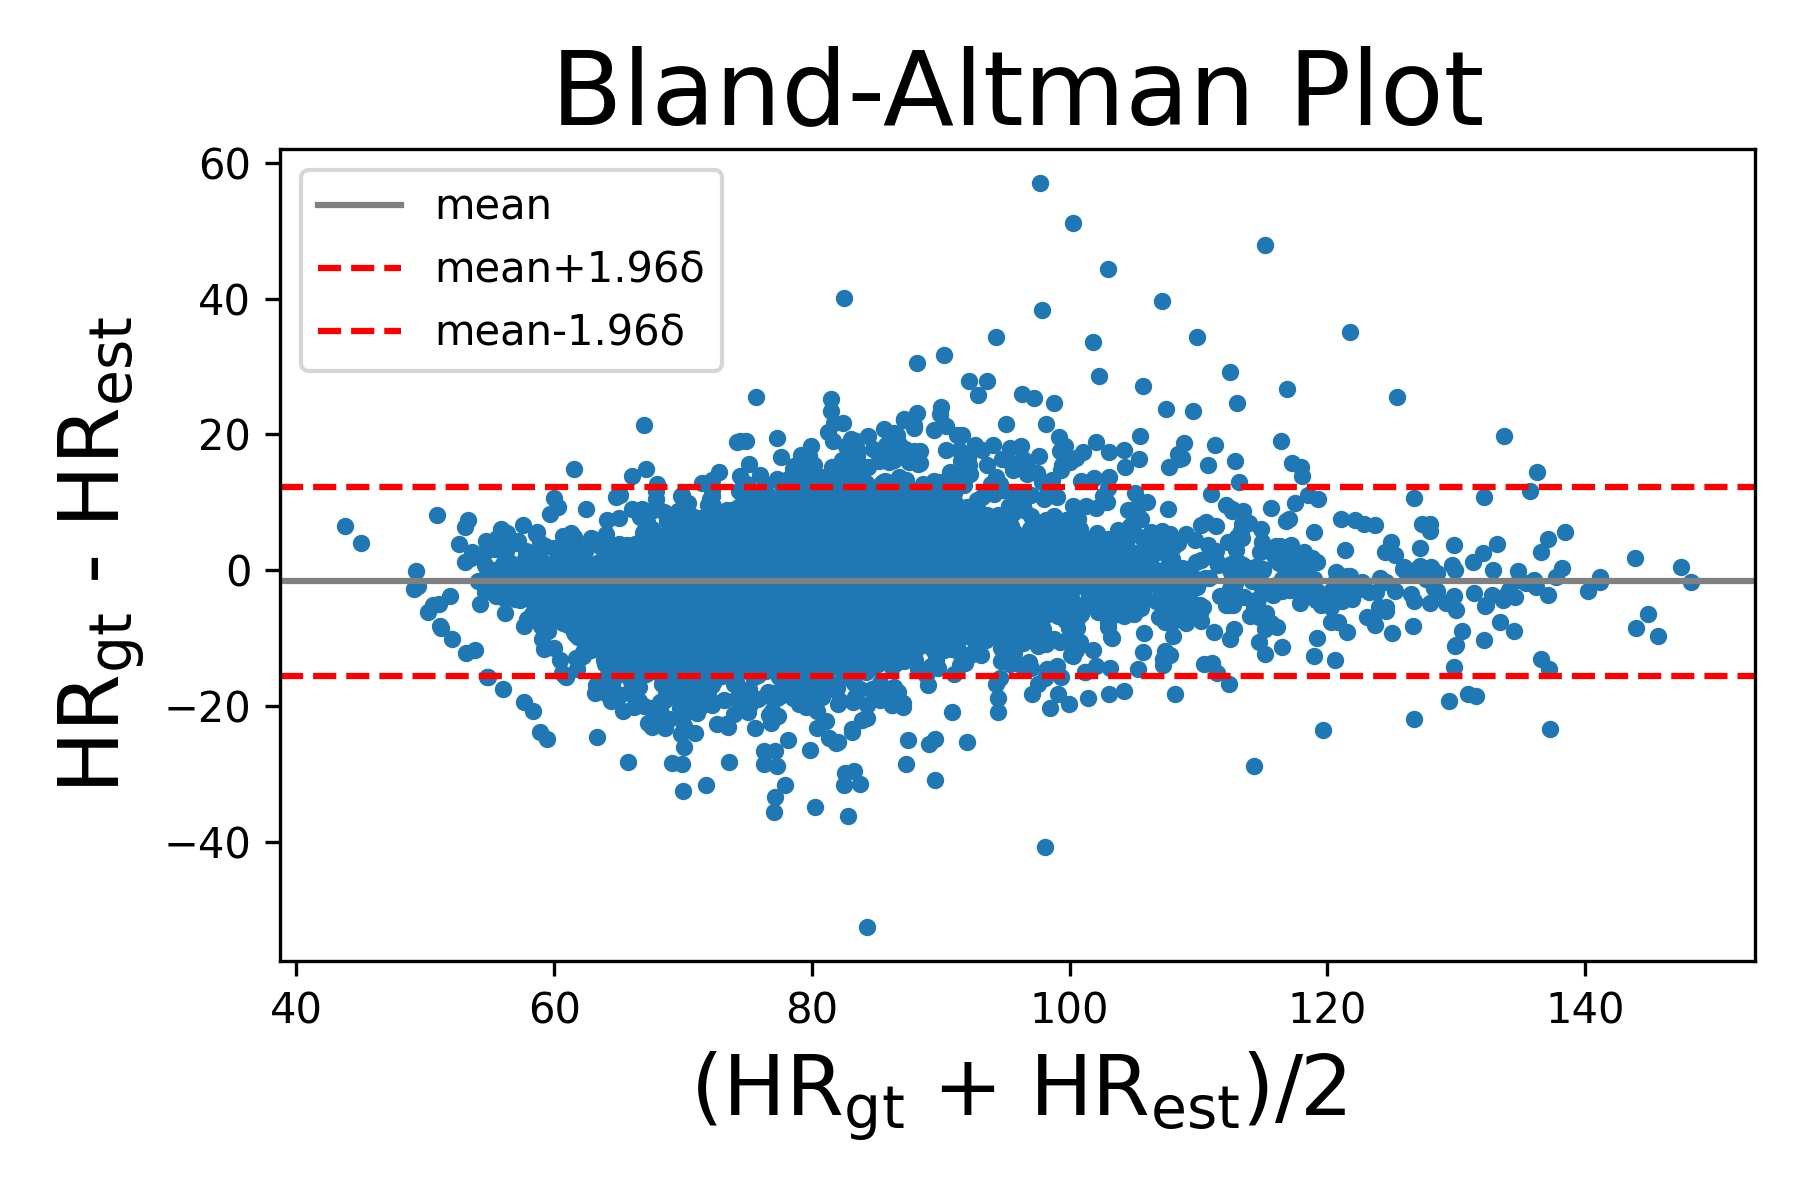 Bland-Altman Plot
mean
mean+1.96δ
mean-1.96δ
60
40
20
0
−20
−40
HRgt - HRest
40 60 80 100 120 140
(HRgt + HRest)/2